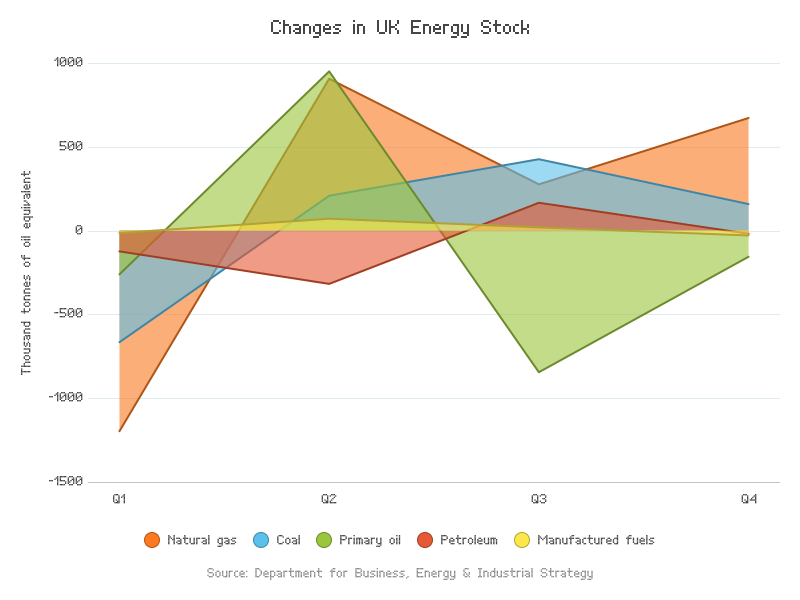 Changes in UK Energy Stock
1000
500
0
-500
-1000
-1500
Thousand tonnes of oil equivalent
Q1 Q2 Q3 Q4
Natural gas Coal Primary oil Petroleum Manufactured fuels
Source: Department for Business, Energy & Industrial Strategy